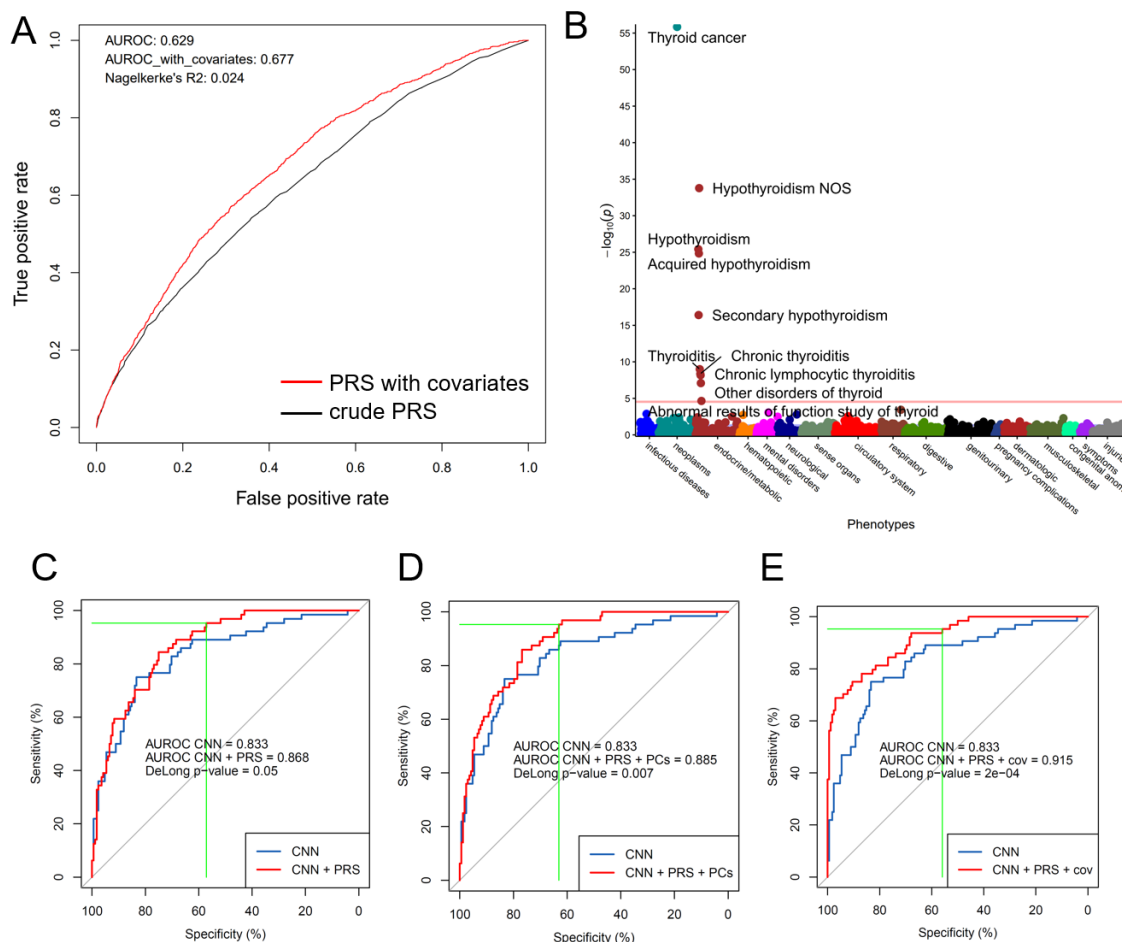 A
AUROC: 0.629
AUROC_with_covariates: 0.677
Nagelkerke's R2: 0.024
True positive rate
1.0
0.8
0.6
0.4
0.2
0.0
PRS with covariates
crude PRS
0.0 0.2 0.4 0.6 0.8 1.0
False positive rate
B
−log10(p)
55
50
45
40
35
30
25
20
15
10
5
0
Thyroid cancer
Hypothyroidism NOS
Hypothyroidism
Acquired hypothyroidism
Secondary hypothyroidism
Thyroiditis
Chronic thyroiditis
Chronic lymphocytic thyroiditis
Other disorders of thyroid
Abnormal results of function study of thyroid
infectious diseases
neoplasms
endocrine/metabolic
hematopoietic
mental disorders
neurological
sense organs
circulatory system
respiratory
digestive
genitourinary
pregnancy complications
dermatologic
musculoskeletal
congenital anom
symptoms
injuri
Phenotypes
C
Sensitivity (%)
100
80
60
40
20
0
AUROC CNN = 0.833
AUROC CNN + PRS = 0.868
DeLong p-value = 0.05
CNN
CNN + PRS
100 80 60 40 20 0
Specificity (%)
D
Sensitivity (%)
100
80
60
40
20
0
AUROC CNN = 0.833
AUROC CNN + PRS + PCs = 0.885
DeLong p-value = 0.007
CNN
CNN + PRS + PCs
100 80 60 40 20 0
Specificity (%)
E
Sensitivity (%)
100
80
60
40
20
0
AUROC CNN = 0.833
AUROC CNN + PRS + cov = 0.915
DeLong p-value = 2e-04
CNN
CNN + PRS + cov
100 80 60 40 20 0
Specificity (%)